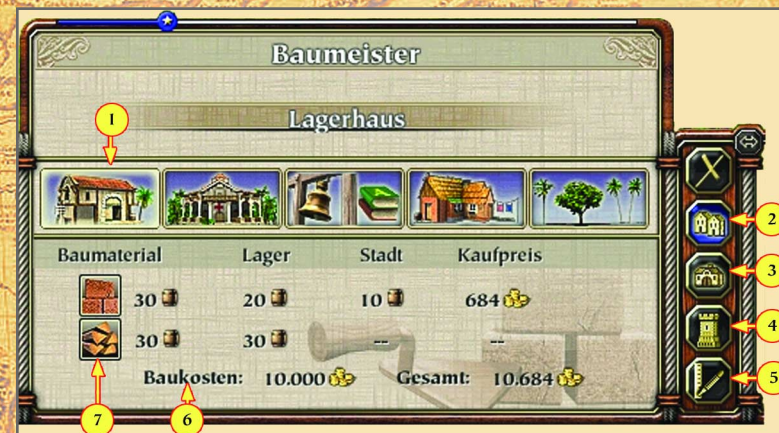 Baumeister
Lagerhaus
1
Baumaterial Lager Stadt Kaufpreis
2
30 20 10 684
3
30 30 -- --
4
Baukosten: 10.000 Gesamt: 10.684
5
7 6